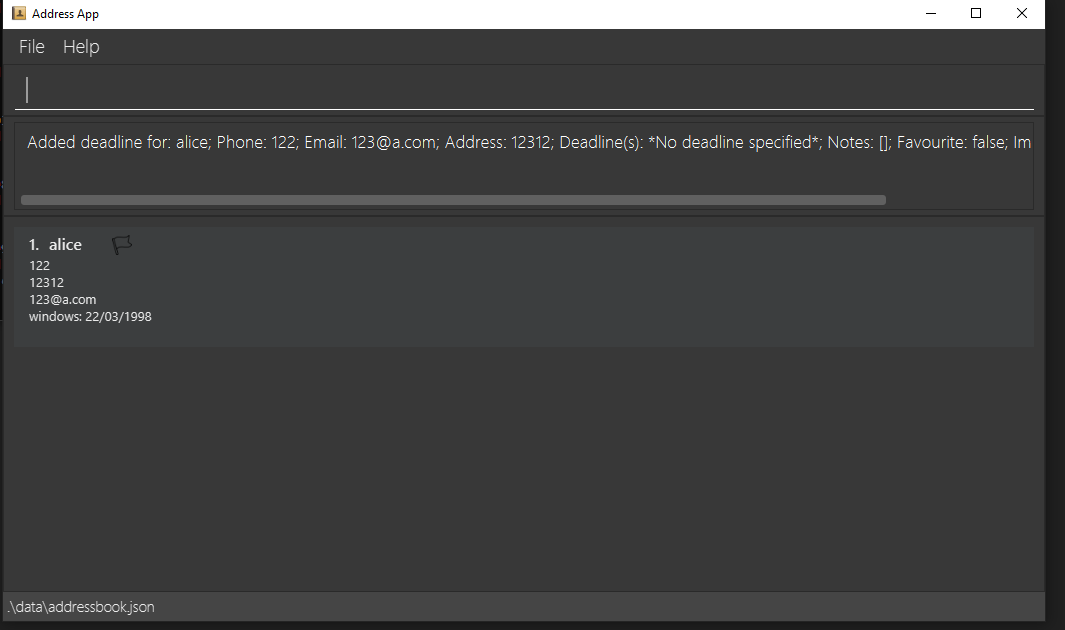 Address App
File Help
Added deadline for: alice; Phone: 122; Email: 123@a.com; Address: 12312; Deadline(s): *No deadline specified*; Notes: []; Favourite: false; Im
1. alice
122
12312
123@a.com
windows: 22/03/1998
.\data\addressbook.json